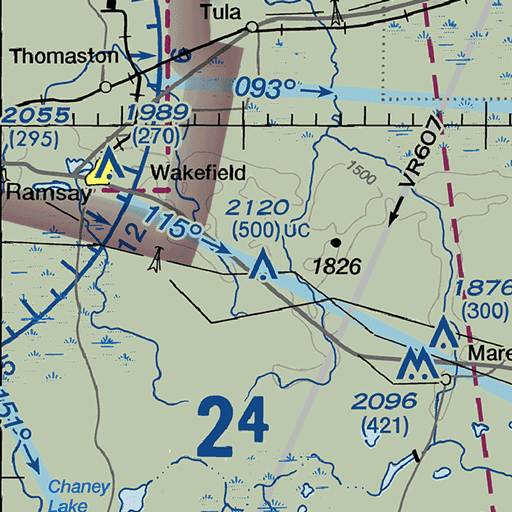 Tula
Thomaston
093°
2055
(295)
1989
(270)
Wakefield
Ramsay
1500
VR607
115°
12
2120
(500) UC
1826
1876
(300)
Mare
2096
(421)
24
151°
Chaney
Lake